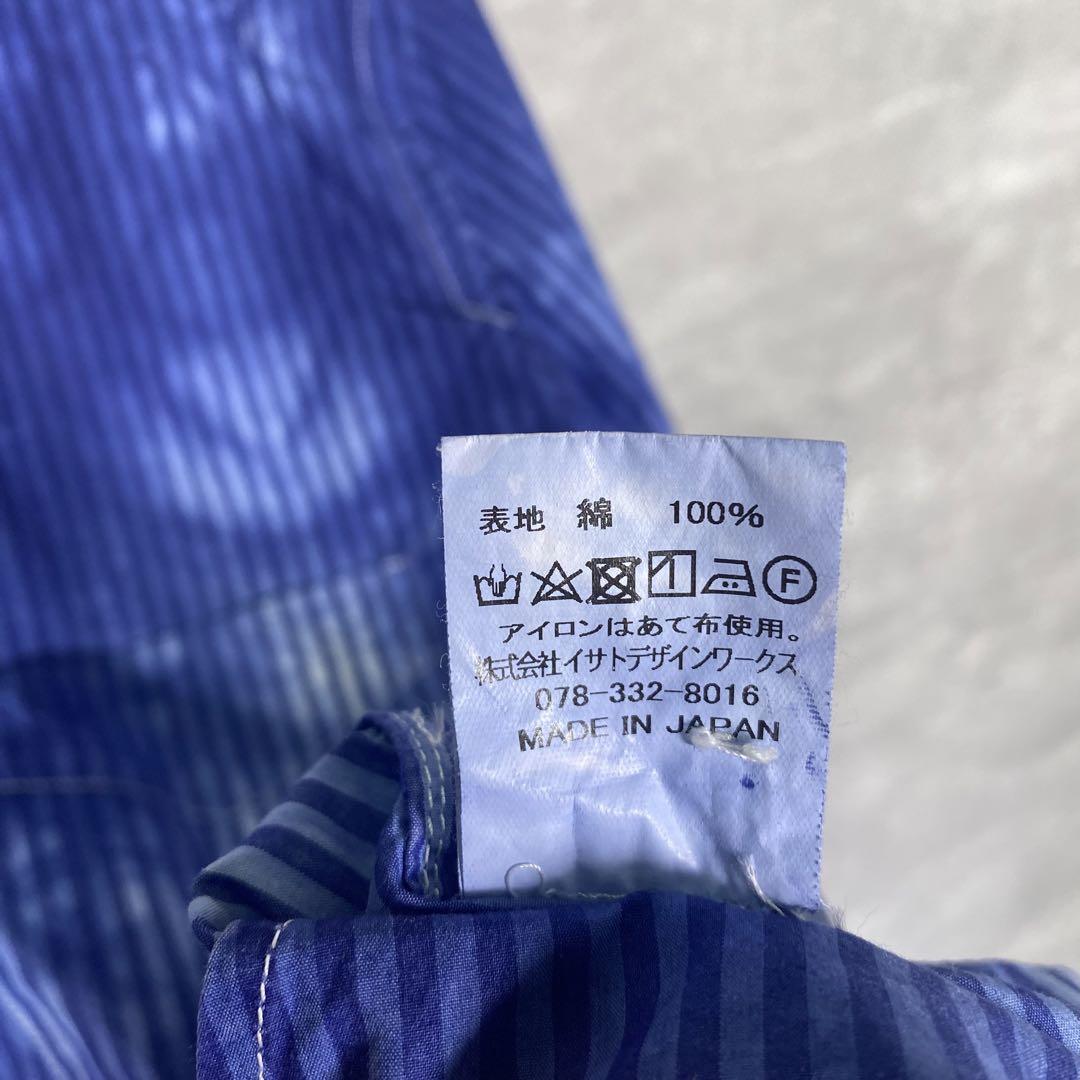 表地 綿 100%
F
アイロンはあて布使用。
株式会社イサトデザインワークス
078-332-8016
MADE IN JAPAN